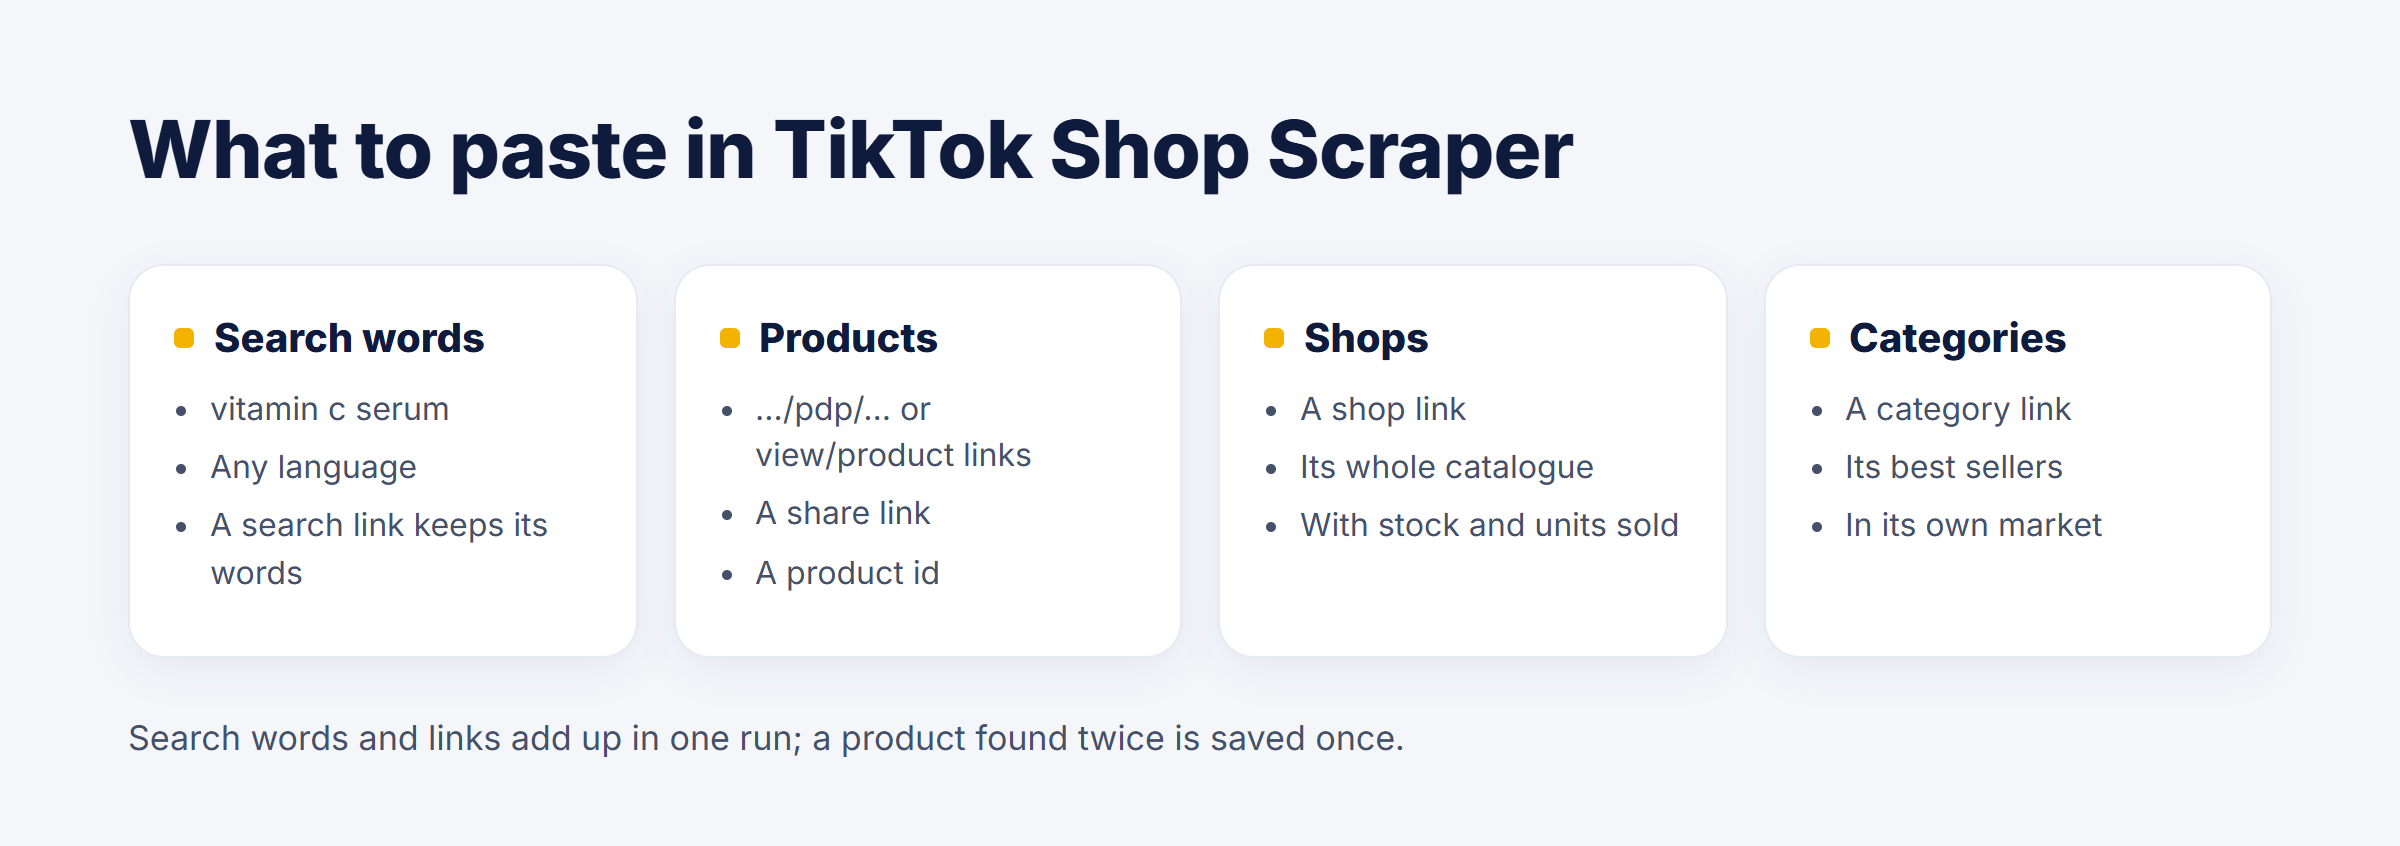 What to paste in TikTok Shop Scraper
Search words
• vitamin c serum
• Any language
• A search link keeps its
words
Products
• .../pdp/... or
view/product links
• A share link
• A product id
Shops
• A shop link
• Its whole catalogue
• With stock and units sold
Categories
• A category link
• Its best sellers
• In its own market
Search words and links add up in one run; a product found twice is saved once.